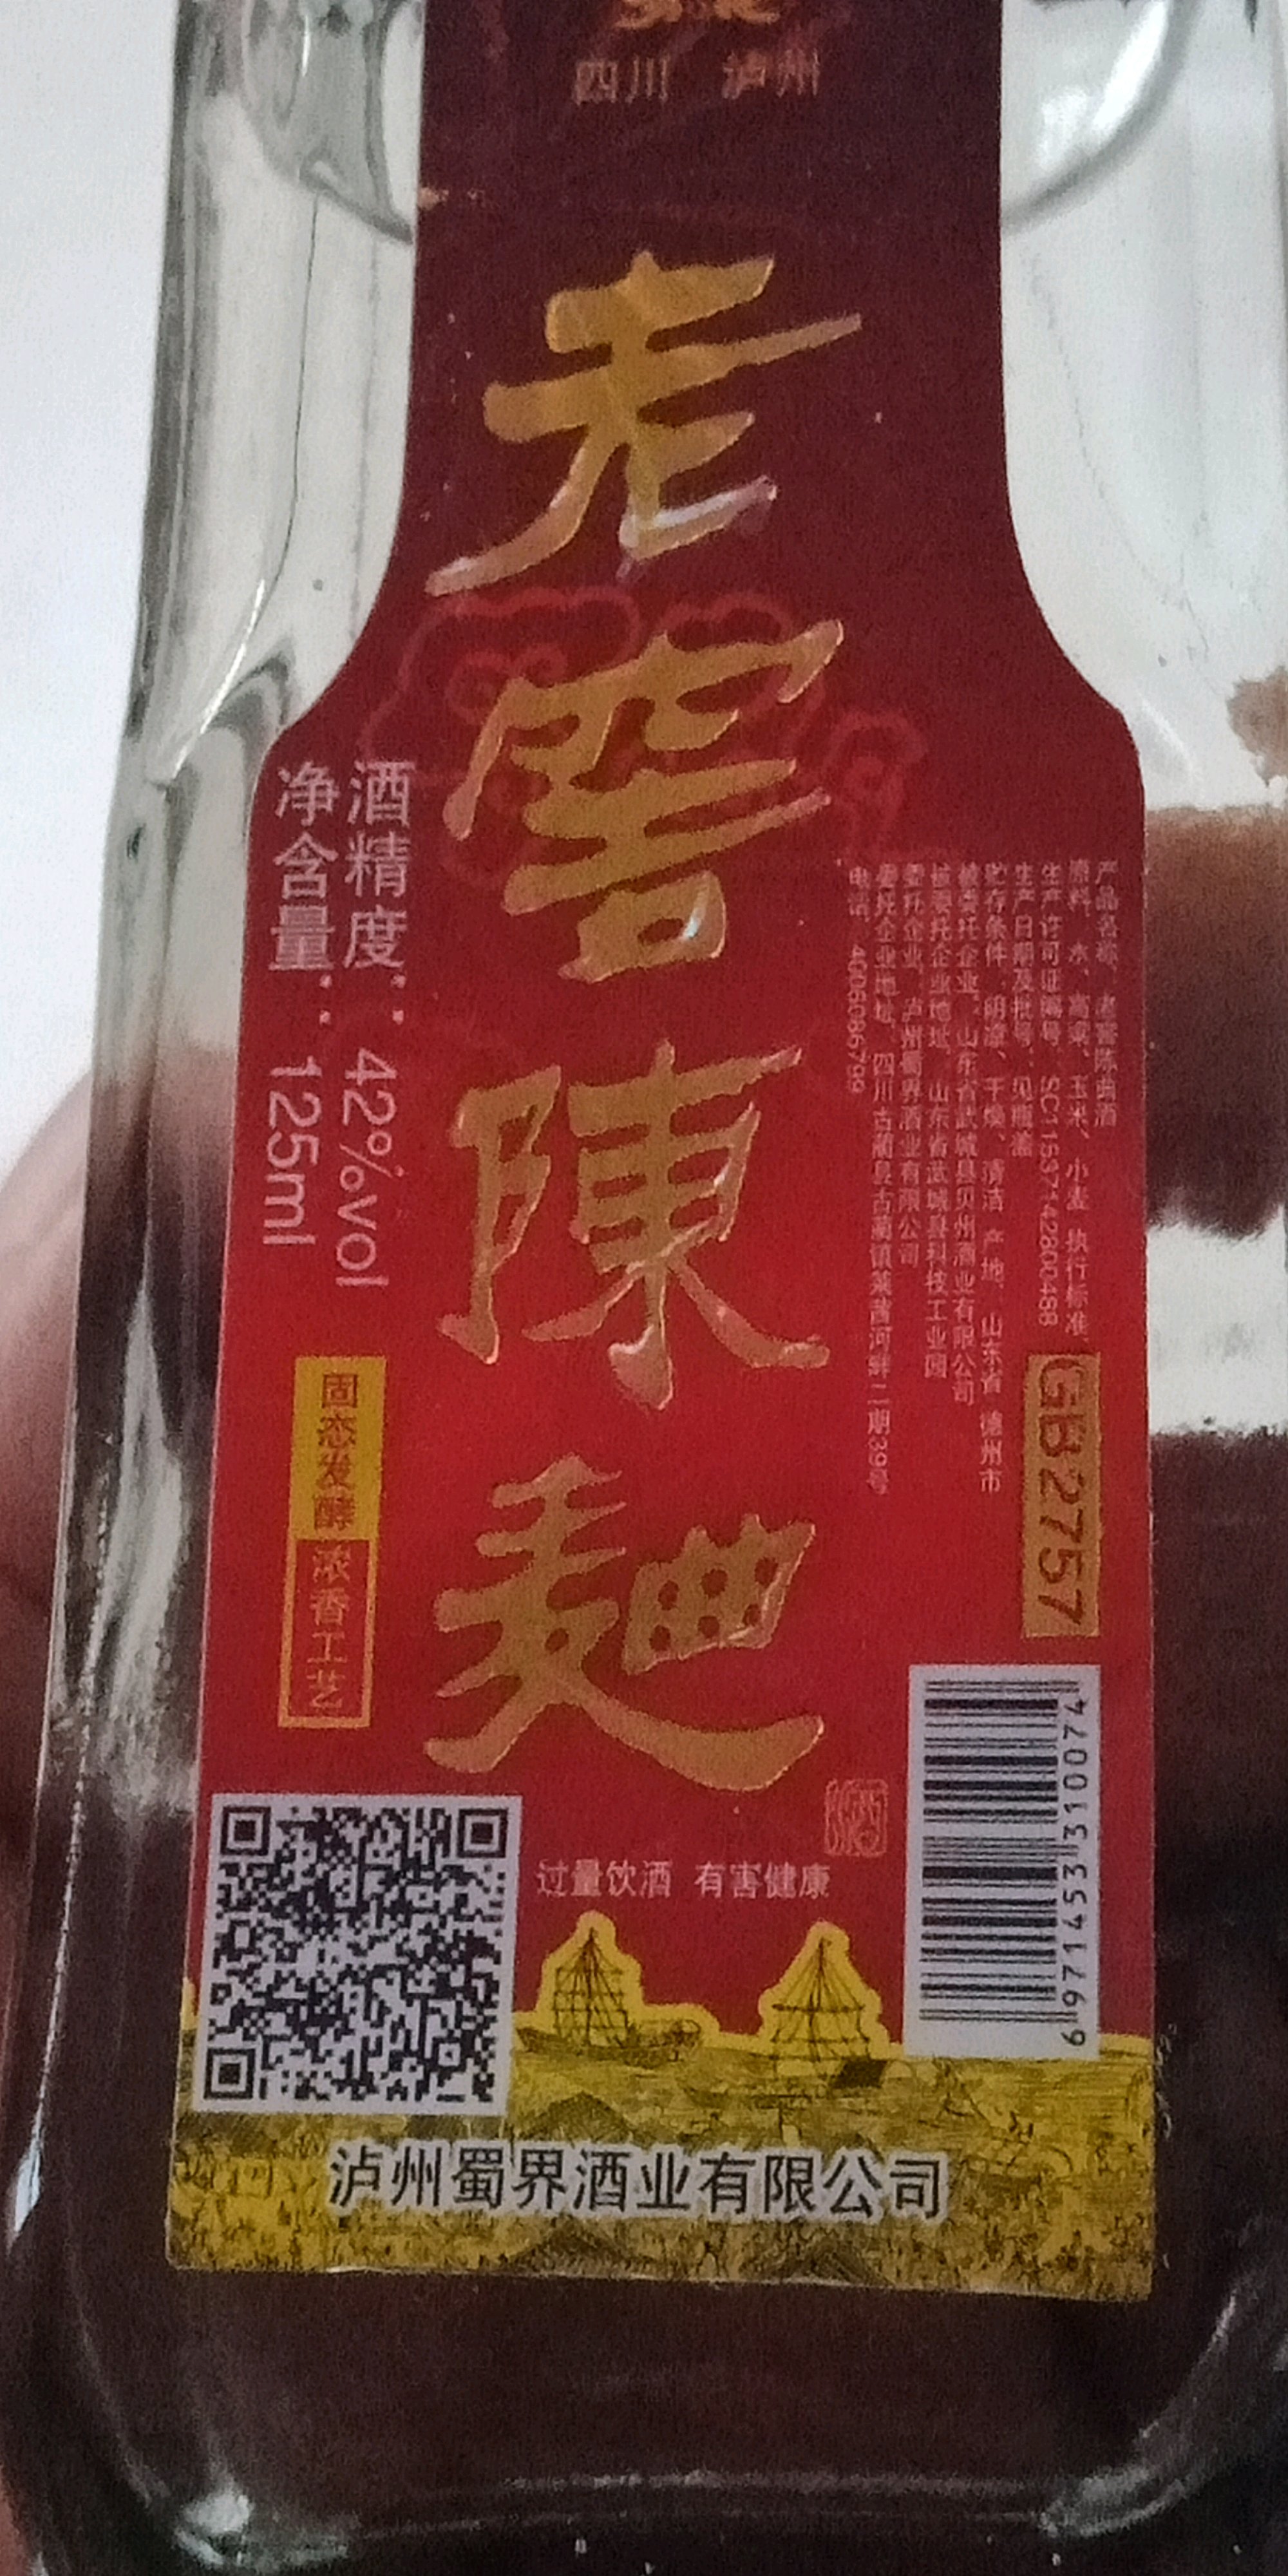 四川 泸州
老窖陳麯
酒精度：42%vol
净含量：125ml
固态发酵 浓香工艺
产品名称：老窖陈曲酒
原料：水、高粱、玉米、小麦 执行标准：GB2757
生产许可证编号：SC11537142800488
生产日期及批号：见瓶盖
贮存条件：阴凉、干燥、清洁 产地：山东省 德州市
被委托企业：山东省武城县贝州酒业有限公司
被委托企业地址：山东省武城县科技工业园
委托企业：泸州蜀界酒业有限公司
委托企业地址：四川古蔺县古蔺镇 二期39号
电话：4006086799
6971453310074
过量饮酒 有害健康
泸州蜀界酒业有限公司